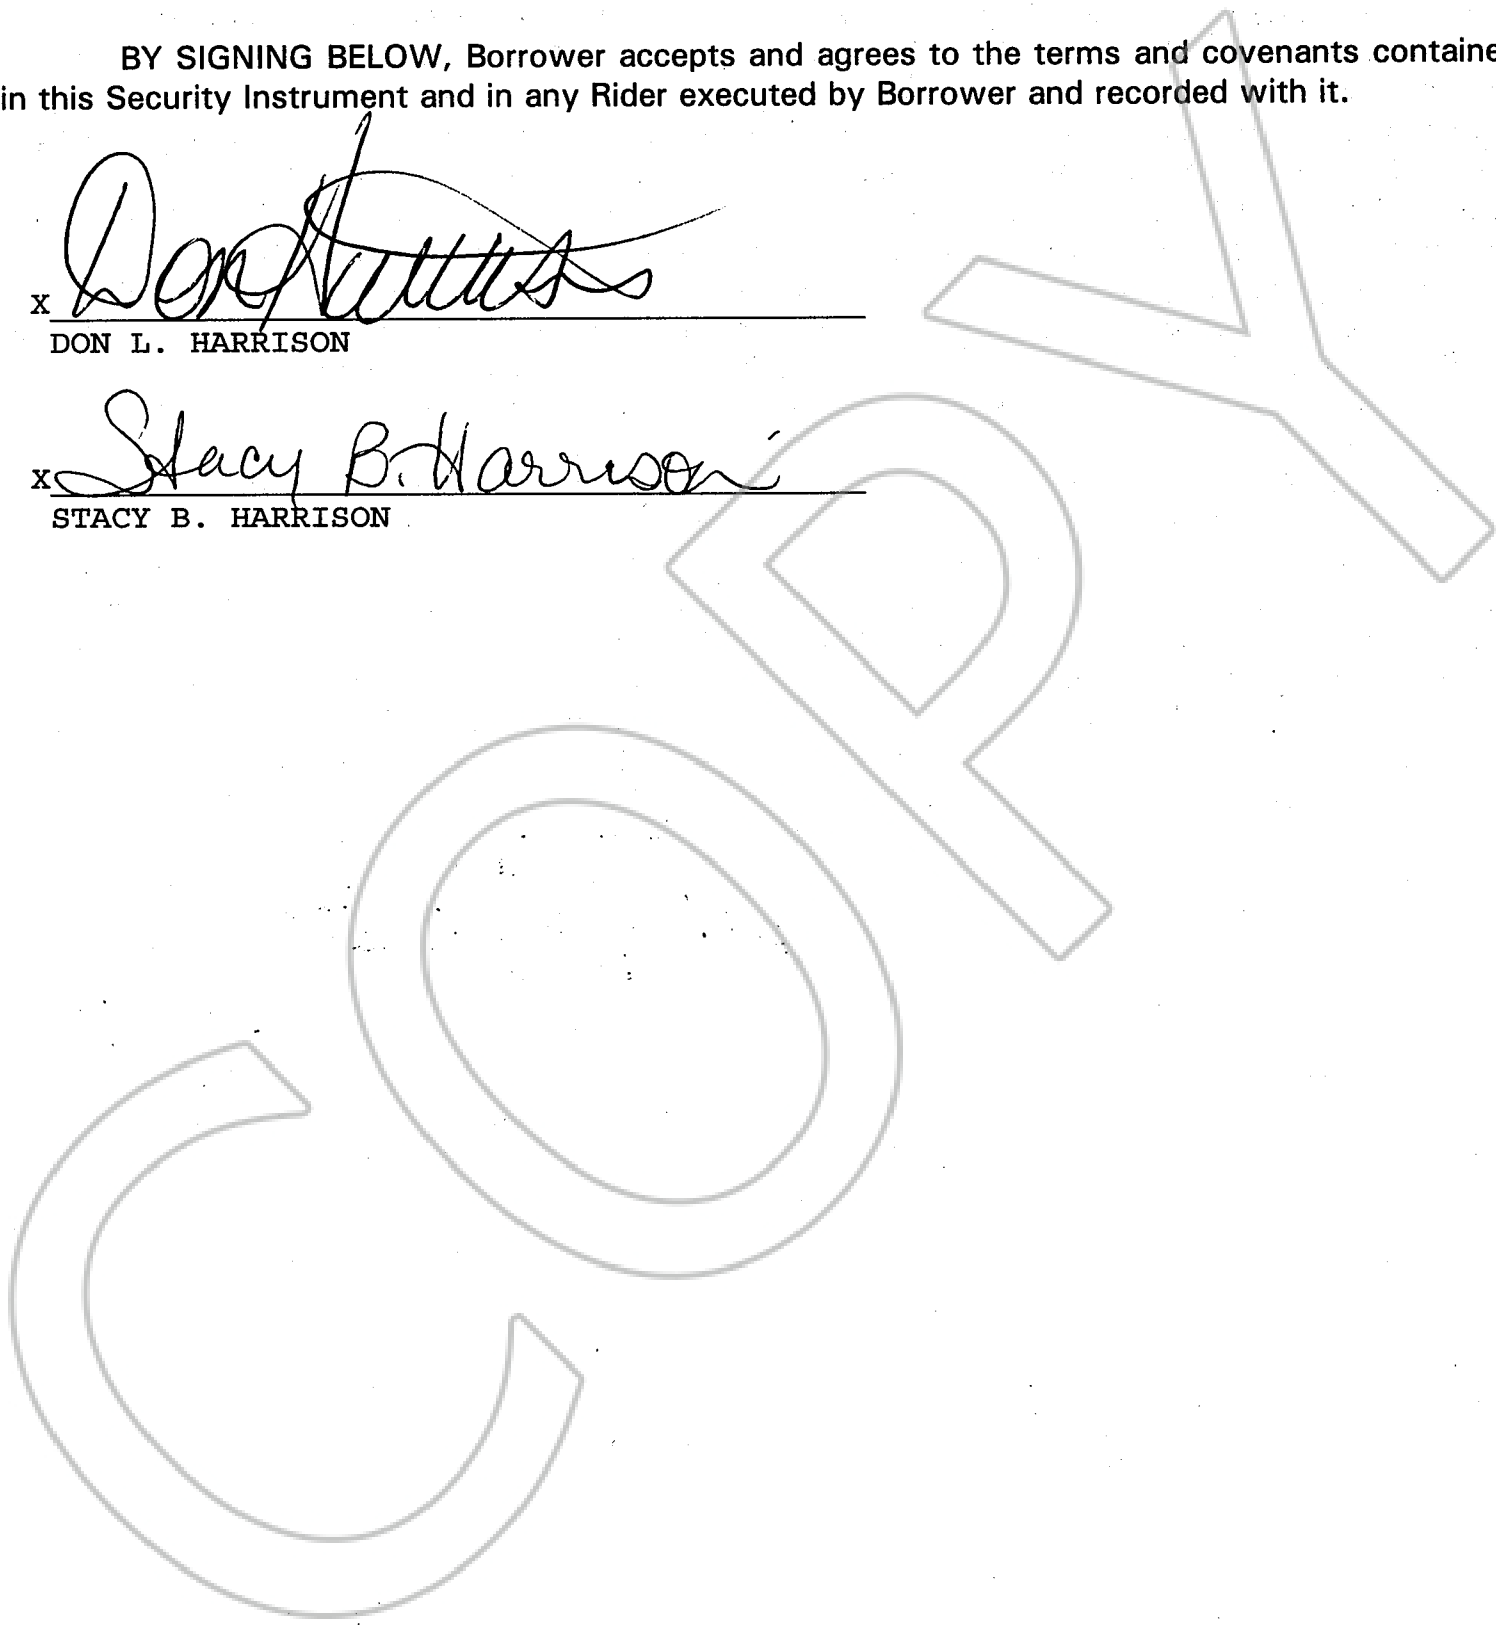 BY SIGNING BELOW, Borrower accepts and agrees to the terms and covenants containe
in this Security Instrument and in any Rider executed by Borrower and recorded with it.
x Don Harrison
DON L. HARRISON
x Stacy B. Harrison
STACY B. HARRISON
COPY